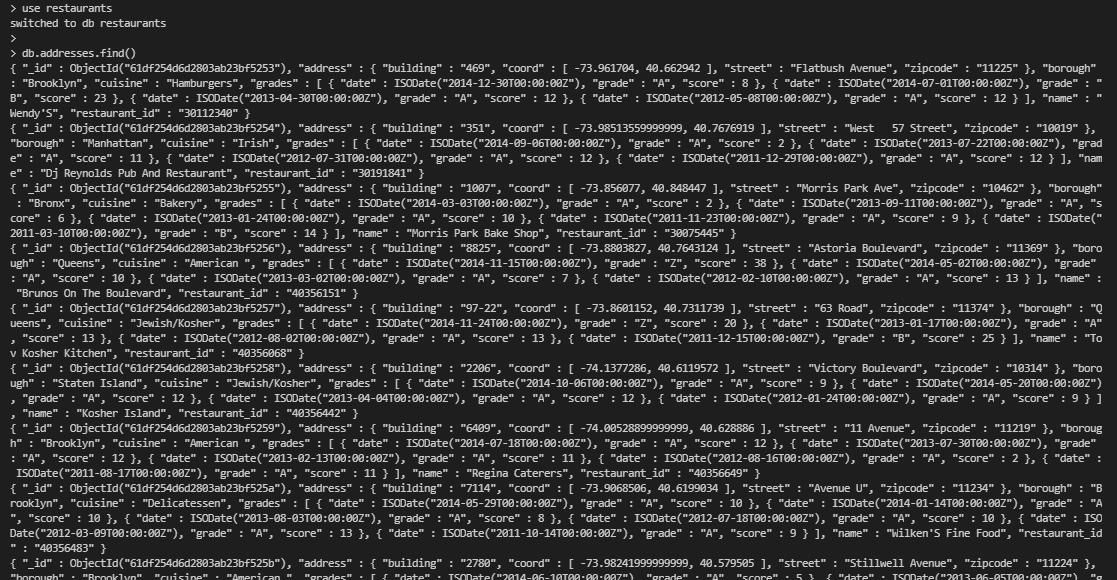 > use restaurants
switched to db restaurants
>
> db.addresses.find()
{ "_id" : ObjectId("61df254d6d2803ab23bf5253"), "address" : { "building" : "469", "coord" : [ -73.961704, 40.662942 ], "street" : "Flatbush Avenue", "zipcode" : "11225" }, "borough"
: "Brooklyn", "cuisine" : "Hamburgers", "grades" : [ { "date" : ISODate("2014-12-30T00:00:00Z"), "grade" : "A", "score" : 8 }, { "date" : ISODate("2014-07-01T00:00:00Z"), "grade" : "
B", "score" : 23 }, { "date" : ISODate("2013-04-30T00:00:00Z"), "grade" : "A", "score" : 12 }, { "date" : ISODate("2012-05-08T00:00:00Z"), "grade" : "A", "score" : 12 } ], "name" : "
Wendy'S", "restaurant_id" : "30112340" }
{ "_id" : ObjectId("61df254d6d2803ab23bf5254"), "address" : { "building" : "351", "coord" : [ -73.98513559999999, 40.7676919 ], "street" : "West   57 Street", "zipcode" : "10019" },
"borough" : "Manhattan", "cuisine" : "Irish", "grades" : [ { "date" : ISODate("2014-09-06T00:00:00Z"), "grade" : "A", "score" : 2 }, { "date" : ISODate("2013-07-22T00:00:00Z"), "grad
e" : "A", "score" : 11 }, { "date" : ISODate("2012-07-31T00:00:00Z"), "grade" : "A", "score" : 12 }, { "date" : ISODate("2011-12-29T00:00:00Z"), "grade" : "A", "score" : 12 } ], "nam
e" : "Dj Reynolds Pub And Restaurant", "restaurant_id" : "30191841" }
{ "_id" : ObjectId("61df254d6d2803ab23bf5255"), "address" : { "building" : "1007", "coord" : [ -73.856077, 40.848447 ], "street" : "Morris Park Ave", "zipcode" : "10462" }, "borough"
: "Bronx", "cuisine" : "Bakery", "grades" : [ { "date" : ISODate("2014-03-03T00:00:00Z"), "grade" : "A", "score" : 2 }, { "date" : ISODate("2013-09-11T00:00:00Z"), "grade" : "A", "s
core" : 6 }, { "date" : ISODate("2013-01-24T00:00:00Z"), "grade" : "A", "score" : 10 }, { "date" : ISODate("2011-11-23T00:00:00Z"), "grade" : "A", "score" : 9 }, { "date" : ISODate("
2011-03-10T00:00:00Z"), "grade" : "B", "score" : 14 } ], "name" : "Morris Park Bake Shop", "restaurant_id" : "30075445" }
{ "_id" : ObjectId("61df254d6d2803ab23bf5256"), "address" : { "building" : "8825", "coord" : [ -73.8803827, 40.7643124 ], "street" : "Astoria Boulevard", "zipcode" : "11369" }, "boro
ugh" : "Queens", "cuisine" : "American ", "grades" : [ { "date" : ISODate("2014-11-15T00:00:00Z"), "grade" : "Z", "score" : 38 }, { "date" : ISODate("2014-05-02T00:00:00Z"), "grade"
: "A", "score" : 10 }, { "date" : ISODate("2013-03-02T00:00:00Z"), "grade" : "A", "score" : 7 }, { "date" : ISODate("2012-02-10T00:00:00Z"), "grade" : "A", "score" : 13 } ], "name" :
"Brunos On The Boulevard", "restaurant_id" : "40356151" }
{ "_id" : ObjectId("61df254d6d2803ab23bf5257"), "address" : { "building" : "97-22", "coord" : [ -73.8601152, 40.7311739 ], "street" : "63 Road", "zipcode" : "11374" }, "borough" : "Q
ueens", "cuisine" : "Jewish/Kosher", "grades" : [ { "date" : ISODate("2014-11-24T00:00:00Z"), "grade" : "Z", "score" : 20 }, { "date" : ISODate("2013-01-17T00:00:00Z"), "grade" : "A"
, "score" : 13 }, { "date" : ISODate("2012-08-02T00:00:00Z"), "grade" : "A", "score" : 13 }, { "date" : ISODate("2011-12-15T00:00:00Z"), "grade" : "B", "score" : 25 } ], "name" : "To
v Kosher Kitchen", "restaurant_id" : "40356068" }
{ "_id" : ObjectId("61df254d6d2803ab23bf5258"), "address" : { "building" : "2206", "coord" : [ -74.1377286, 40.6119572 ], "street" : "Victory Boulevard", "zipcode" : "10314" }, "boro
ugh" : "Staten Island", "cuisine" : "Jewish/Kosher", "grades" : [ { "date" : ISODate("2014-10-06T00:00:00Z"), "grade" : "A", "score" : 9 }, { "date" : ISODate("2014-05-20T00:00:00Z")
, "grade" : "A", "score" : 12 }, { "date" : ISODate("2013-04-04T00:00:00Z"), "grade" : "A", "score" : 12 }, { "date" : ISODate("2012-01-24T00:00:00Z"), "grade" : "A", "score" : 9 } ]
, "name" : "Kosher Island", "restaurant_id" : "40356442" }
{ "_id" : ObjectId("61df254d6d2803ab23bf5259"), "address" : { "building" : "6409", "coord" : [ -74.00528899999999, 40.628886 ], "street" : "11 Avenue", "zipcode" : "11219" }, "boroug
h" : "Brooklyn", "cuisine" : "American ", "grades" : [ { "date" : ISODate("2014-07-18T00:00:00Z"), "grade" : "A", "score" : 12 }, { "date" : ISODate("2013-07-30T00:00:00Z"), "grade"
: "A", "score" : 12 }, { "date" : ISODate("2013-02-13T00:00:00Z"), "grade" : "A", "score" : 11 }, { "date" : ISODate("2012-08-16T00:00:00Z"), "grade" : "A", "score" : 2 }, { "date" :
ISODate("2011-08-17T00:00:00Z"), "grade" : "A", "score" : 11 } ], "name" : "Regina Caterers", "restaurant_id" : "40356649" }
{ "_id" : ObjectId("61df254d6d2803ab23bf525a"), "address" : { "building" : "7114", "coord" : [ -73.9068506, 40.6199034 ], "street" : "Avenue U", "zipcode" : "11234" }, "borough" : "B
rooklyn", "cuisine" : "Delicatessen", "grades" : [ { "date" : ISODate("2014-05-29T00:00:00Z"), "grade" : "A", "score" : 10 }, { "date" : ISODate("2014-01-14T00:00:00Z"), "grade" : "A
", "score" : 10 }, { "date" : ISODate("2013-08-03T00:00:00Z"), "grade" : "A", "score" : 8 }, { "date" : ISODate("2012-07-18T00:00:00Z"), "grade" : "A", "score" : 10 }, { "date" : ISO
Date("2012-03-09T00:00:00Z"), "grade" : "A", "score" : 13 }, { "date" : ISODate("2011-10-14T00:00:00Z"), "grade" : "A", "score" : 9 } ], "name" : "Wilken'S Fine Food", "restaurant_id
" : "40356483" }
{ "_id" : ObjectId("61df254d6d2803ab23bf525b"), "address" : { "building" : "2780", "coord" : [ -73.98241999999999, 40.579505 ], "street" : "Stillwell Avenue", "zipcode" : "11224" },
"borough" : "Brooklyn", "cuisine" : "American ", "grades" : [ { "date" : ISODate("2014-06-10T00:00:00Z"), "grade" : "A", "score" : 5 }, { "date" : ISODate("2013-06-05T00:00:00Z"), "g